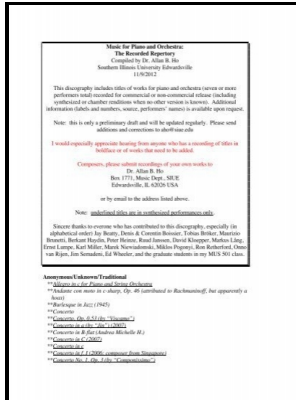 Music for Piano and Orchestra:
The Recorded Repertory
Compiled by Dr. Allan B. Ho
Southern Illinois University Edwardsville
11/9/2012
This discography includes titles of works for piano and orchestra (seven or more
performers total) recorded for commercial or non-commercial release (including
synthesized or chamber renditions when no other version is known). Additional
information (labels and numbers, source, performers' names) is available upon request.
Note: this is only a preliminary draft and will be updated regularly. Please send
additions and corrections to aho@siue.edu
I would especially appreciate hearing from anyone who has a recording of titles in
boldface or of works that need to be added.
Composers, please submit recordings of your own works to:
Dr. Allan B. Ho
Box 1771, Music Dept., SIUE
Edwardsville, IL 62026 USA
or by email to the address listed above.
Note: underlined titles are in synthesized performances only.
Sincere thanks to everyone who has contributed to this discography, especially (in
alphabetical order) Jay Beatty, Denis & Corentin Boissier, Tobias Bröker, Maurizio
Brunetti, Berkant Haydin, Peter Heinze, Ruud Janssen, David Kloepper, Markus Läng,
Ernst Lumpe, Karl Miller, Marek Niewiadomski, Miklos Pogonyi, Ron Retherford, Onno
van Rijen, Jim Semadeni, Ed Wheeler, and the graduate students in my MUS 501 class.
Anonymous/Unknown/Traditional
**Allegro in c for Piano and String Orchestra
**Andante con moto in c-sharp, Op. 46 (attributed to Rachmaninoff, but apparently a
hoax)
**Burlesque in Jazz (1945)
**Concerto
**Concerto, Op. 0.53 (by "Viscumo")
**Concerto in a (by "Jin") (2007)
**Concerto in B-flat (Andrea Michelle H.)
**Concerto in C (2007)
**Concerto in c
**Concerto in f, 1 (2006; composer from Singapore)
**Concerto No. 1, Op. 3 (by "Compositimo")